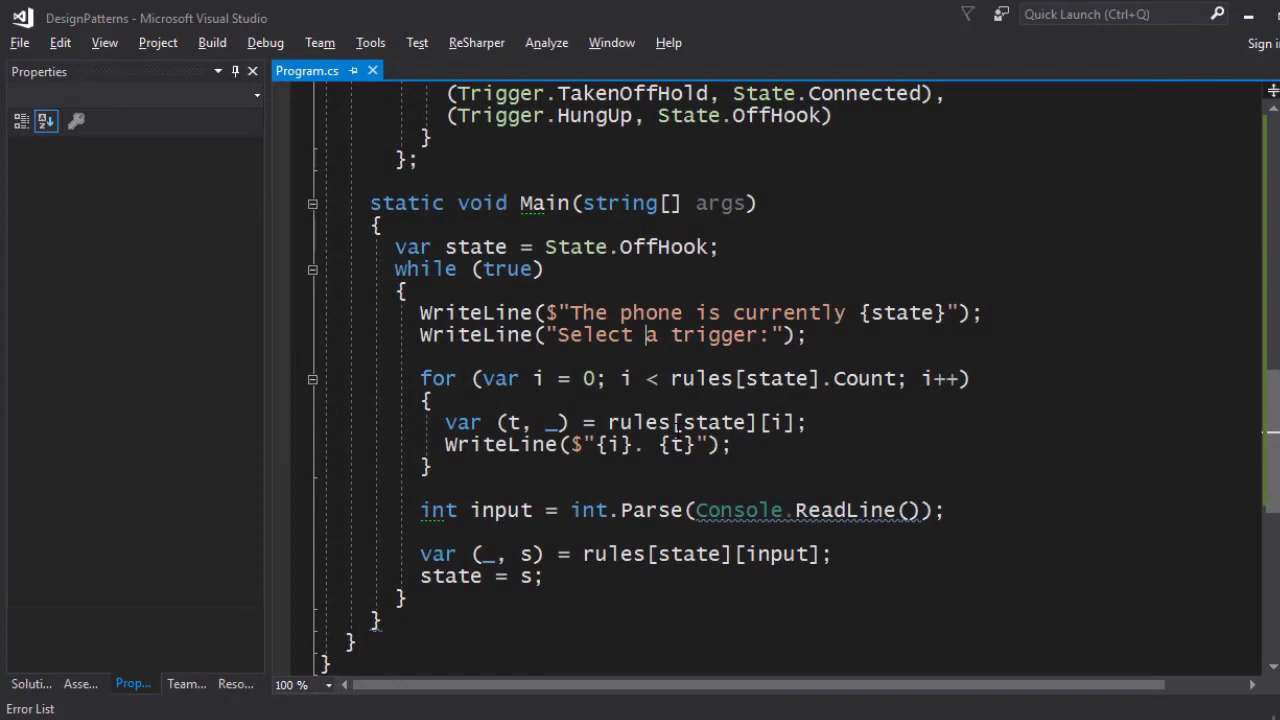 DesignPatterns - Microsoft Visual Studio
Quick Launch (Ctrl+Q)
File Edit View Project Build Debug Team Tools Test ReSharper Analyze Window Help
Sign in
Properties
Program.cs
(Trigger.TakenOffHold, State.Connected),
(Trigger.HungUp, State.OffHook)
}
};
static void Main(string[] args)
{
var state = State.OffHook;
while (true)
{
WriteLine($"The phone is currently {state}");
WriteLine("Select a trigger:");
for (var i = 0; i < rules[state].Count; i++)
{
var (t, _) = rules[state][i];
WriteLine($"{i}. {t}");
}
int input = int.Parse(Console.ReadLine());
var (_, s) = rules[state][input];
state = s;
}
}
}
}
Soluti... Asse... Prop... Team... Reso...
100 %
Error List